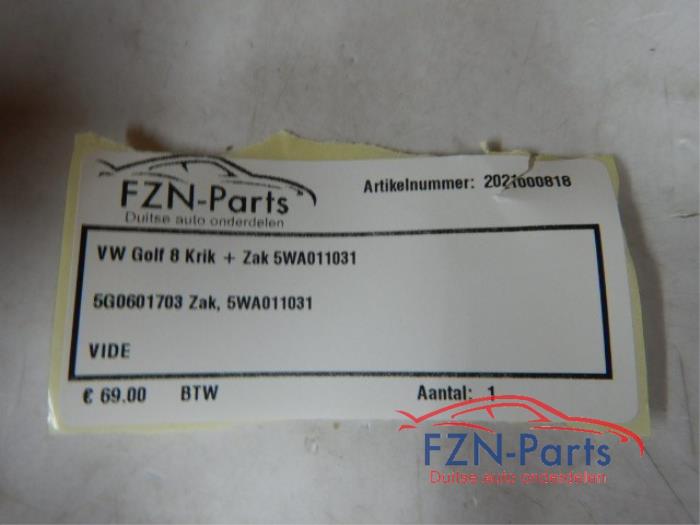 FZN-Parts
Duitse auto onderdelen
Artikelnummer: 2021000818
VW Golf 8 Krik + Zak 5WA011031
5G0601703 Zak, 5WA011031
VIDE
€ 69.00 BTW Aantal: 1
FZN-Parts
Duitse auto onderdelen